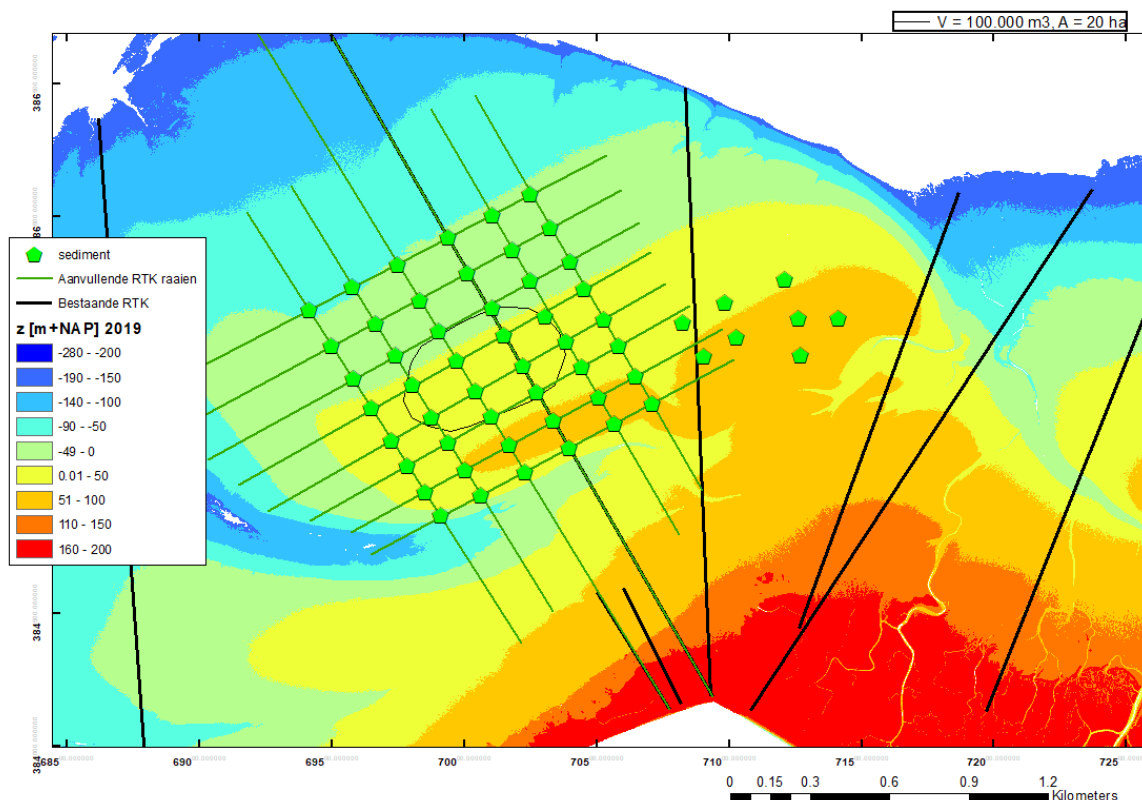 V = 100.000 m3, A = 20 ha
386
386
sediment
Aanvullende RTK raaien
Bestaande RTK
z [m+NAP] 2019
-280 - -200
-190 - -150
-140 - -100
-90 - -50
-49 - 0
0.01 - 50
51 - 100
110 - 150
160 - 200
384
384
685 690 695 700 705 710 715 720 725
0 0.15 0.3 0.6 0.9 1.2
Kilometers